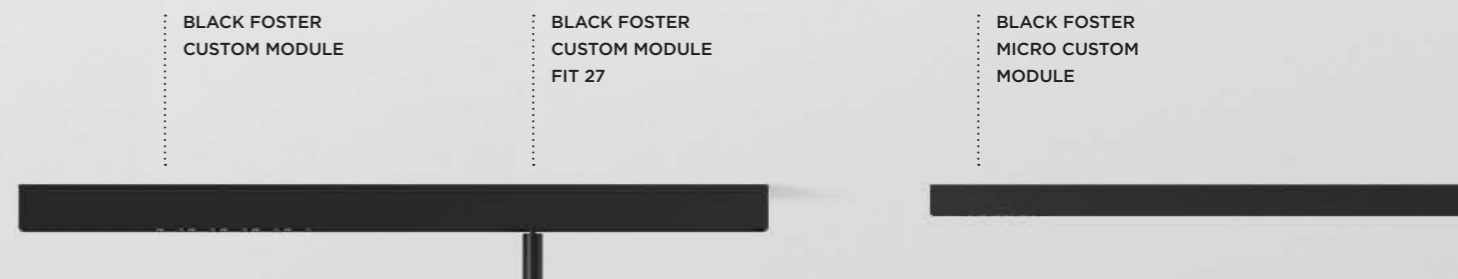 BLACK FOSTER
CUSTOM MODULE
BLACK FOSTER
CUSTOM MODULE
FIT 27
BLACK FOSTER
MICRO CUSTOM
MODULE